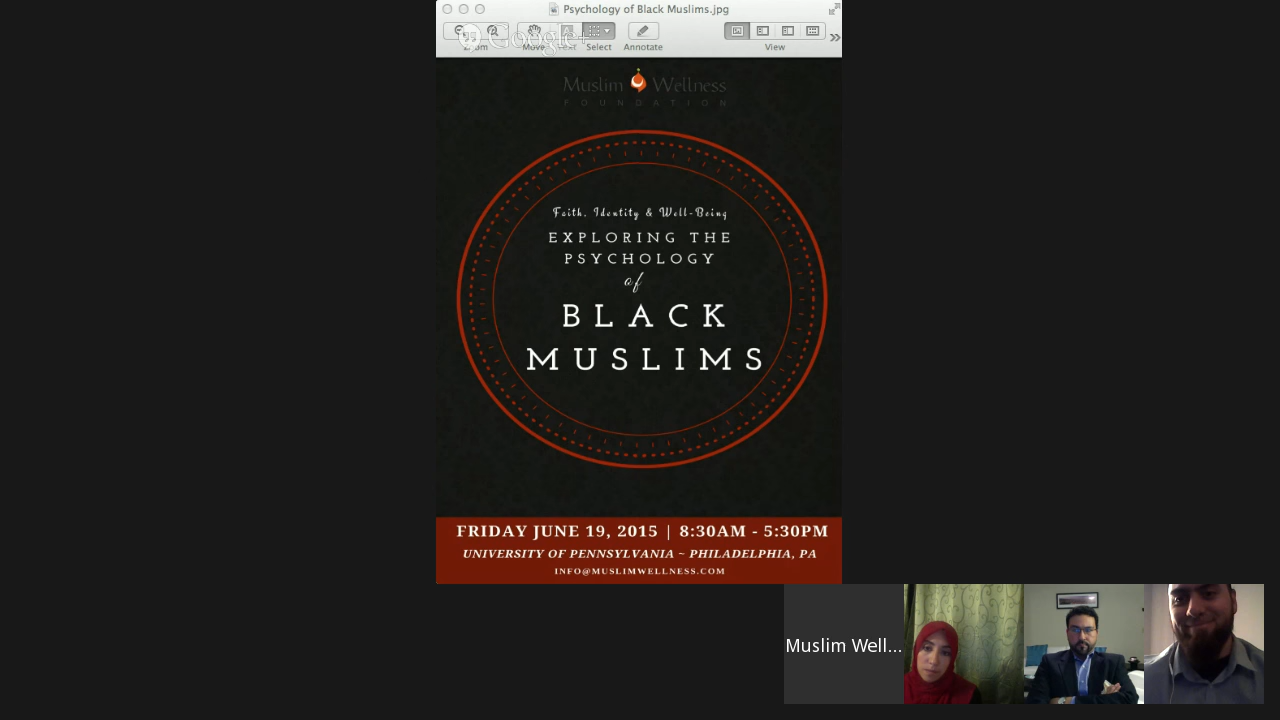 Psychology of Black Muslims.jpg
Google+
Move
Select
Annotate
View
Muslim Wellness
FOUNDATION
Faith, Identity & Well-Being
EXPLORING THE
PSYCHOLOGY
of
BLACK
MUSLIMS
FRIDAY JUNE 19, 2015 | 8:30AM - 5:30PM
UNIVERSITY OF PENNSYLVANIA ~ PHILADELPHIA, PA
INFO@MUSLIMWELLNESS.COM
Muslim Well...